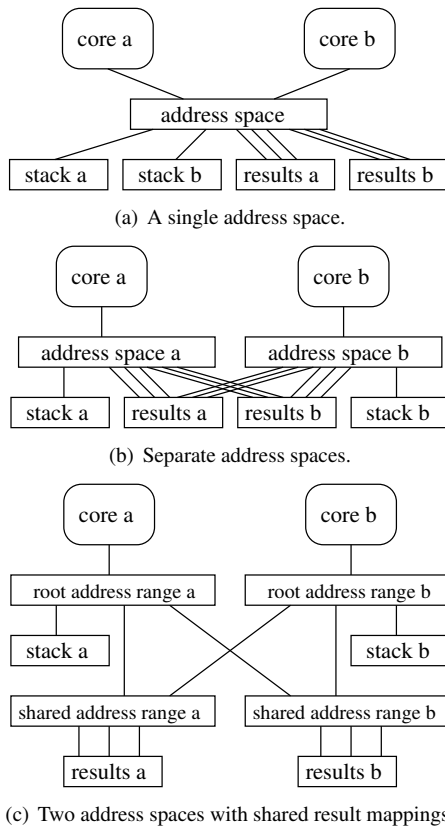 core a core b
address space
stack a stack b results a results b
(a) A single address space.
core a core b
address space a address space b
stack a results a results b stack b
(b) Separate address spaces.
core a core b
root address range a root address range b
stack a stack b
shared address range a shared address range b
results a results b
(c) Two address spaces with shared result mappings